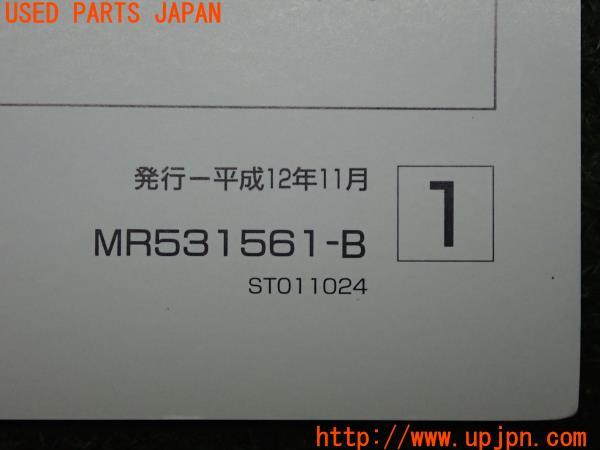 USED PARTS JAPAN
発行ー平成12年11月
1
MR531561-B
ST011024
http://www.upjpn.com/